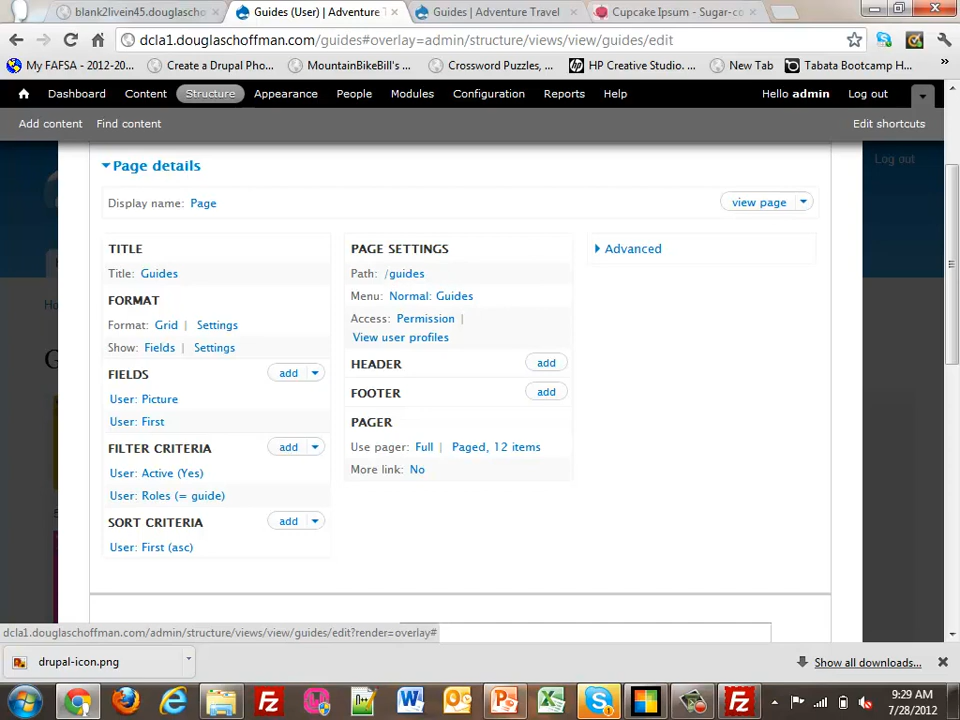 blank2livein45.douglascho
Guides (User) | Adventure T
Guides | Adventure Travel
Cupcake Ipsum - Sugar-co
dcla1.douglaschoffman.com/guides#overlay=admin/structure/views/view/guides/edit
My FAFSA - 2012-20...
Create a Drupal Pho...
MountainBikeBill's ...
Crossword Puzzles, ...
HP Creative Studio. ...
New Tab
Tabata Bootcamp H...
Dashboard Content Structure Appearance People Modules Configuration Reports Help Hello admin Log out
Add content Find content Edit shortcuts
Log out
Page details
Display name: Page view page
TITLE
Title: Guides
FORMAT
Format: Grid | Settings
Show: Fields | Settings
FIELDS add
User: Picture
User: First
FILTER CRITERIA add
User: Active (Yes)
User: Roles (= guide)
SORT CRITERIA add
User: First (asc)
PAGE SETTINGS
Path: /guides
Menu: Normal: Guides
Access: Permission |
View user profiles
HEADER add
FOOTER add
PAGER
Use pager: Full | Paged, 12 items
More link: No
Advanced
Ho
G
dcla1.douglaschoffman.com/admin/structure/views/view/guides/edit?render=overlay#
drupal-icon.png
Show all downloads...
9:29 AM
7/28/2012